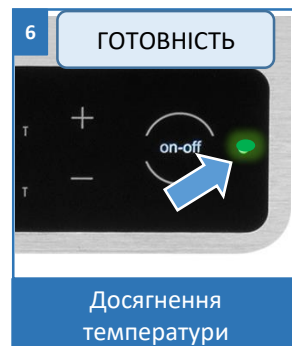 6
ГОТОВНІСТЬ
T
+
on-off
T
—
Досягнення
температури